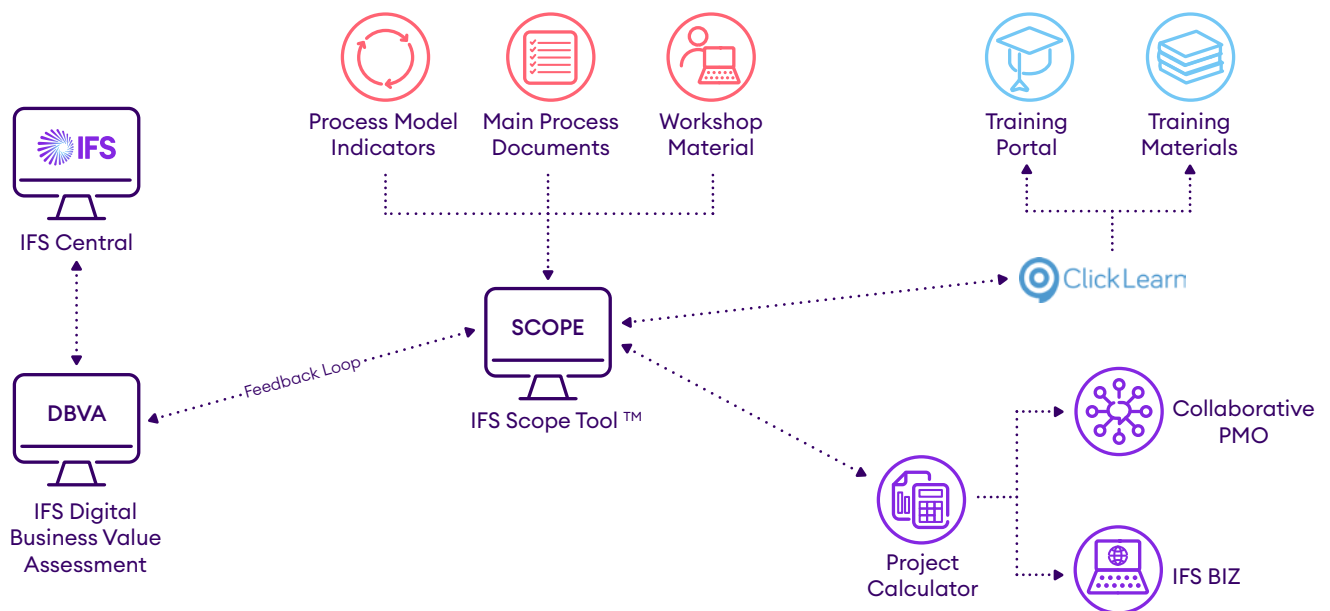 Process Model
Indicators
Main Process
Documents
Workshop
Material
Training
Portal
Training
Materials
IFS
IFS Central
ClickLearn
SCOPE
IFS Scope Tool ™
Feedback Loop
DBVA
IFS Digital
Business Value
Assessment
Collaborative
PMO
Project
Calculator
IFS BIZ